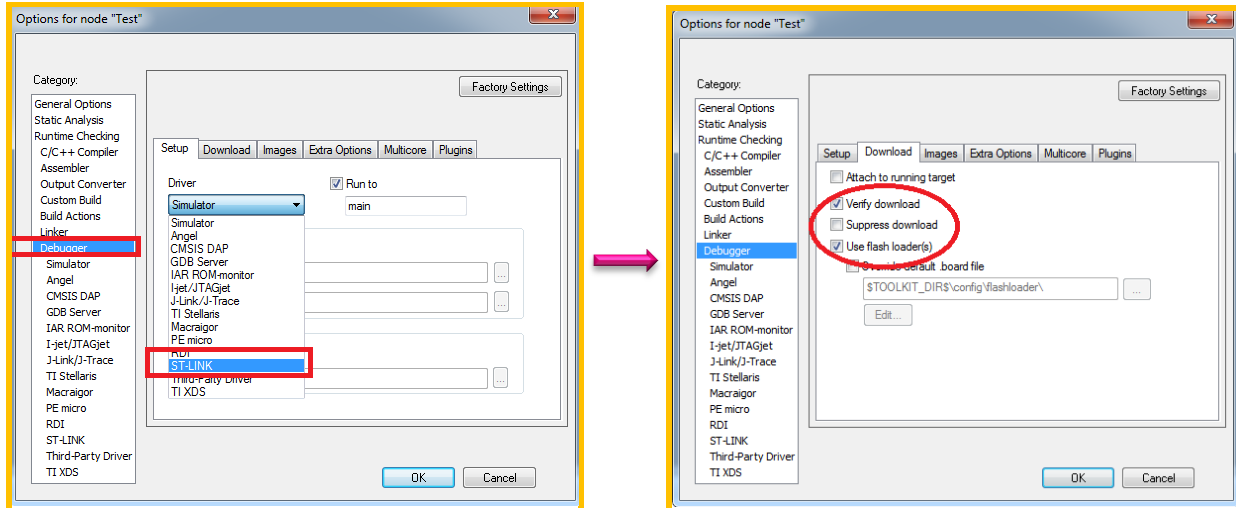 Options for node "Test"
Category:
General Options
Static Analysis
Runtime Checking
C/C++ Compiler
Assembler
Output Converter
Custom Build
Build Actions
Linker
Debugger
Simulator
Angel
CMSIS DAP
GDB Server
IAR ROM-monitor
I-jet/JTAGjet
J-Link/J-Trace
TI Stellaris
Macraigor
PE micro
RDI
ST-LINK
Third-Party Driver
TI XDS
Factory Settings
Setup Download Images Extra Options Multicore Plugins
Driver
Run to
Simulator
main
Simulator
Angel
CMSIS DAP
GDB Server
IAR ROM-monitor
I-jet/JTAGjet
J-Link/J-Trace
TI Stellaris
Macraigor
PE micro
RDI
ST-LINK
Third-Party Driver
TI XDS
...
...
...
OK Cancel
Options for node "Test"
Category:
General Options
Static Analysis
Runtime Checking
C/C++ Compiler
Assembler
Output Converter
Custom Build
Build Actions
Linker
Debugger
Simulator
Angel
CMSIS DAP
GDB Server
IAR ROM-monitor
I-jet/JTAGjet
J-Link/J-Trace
TI Stellaris
Macraigor
PE micro
RDI
ST-LINK
Third-Party Driver
TI XDS
Factory Settings
Setup Download Images Extra Options Multicore Plugins
Attach to running target
Verify download
Suppress download
Use flash loader(s)
Override default .board file
$TOOLKIT_DIR$\config\flashloader\
...
Edit...
OK Cancel